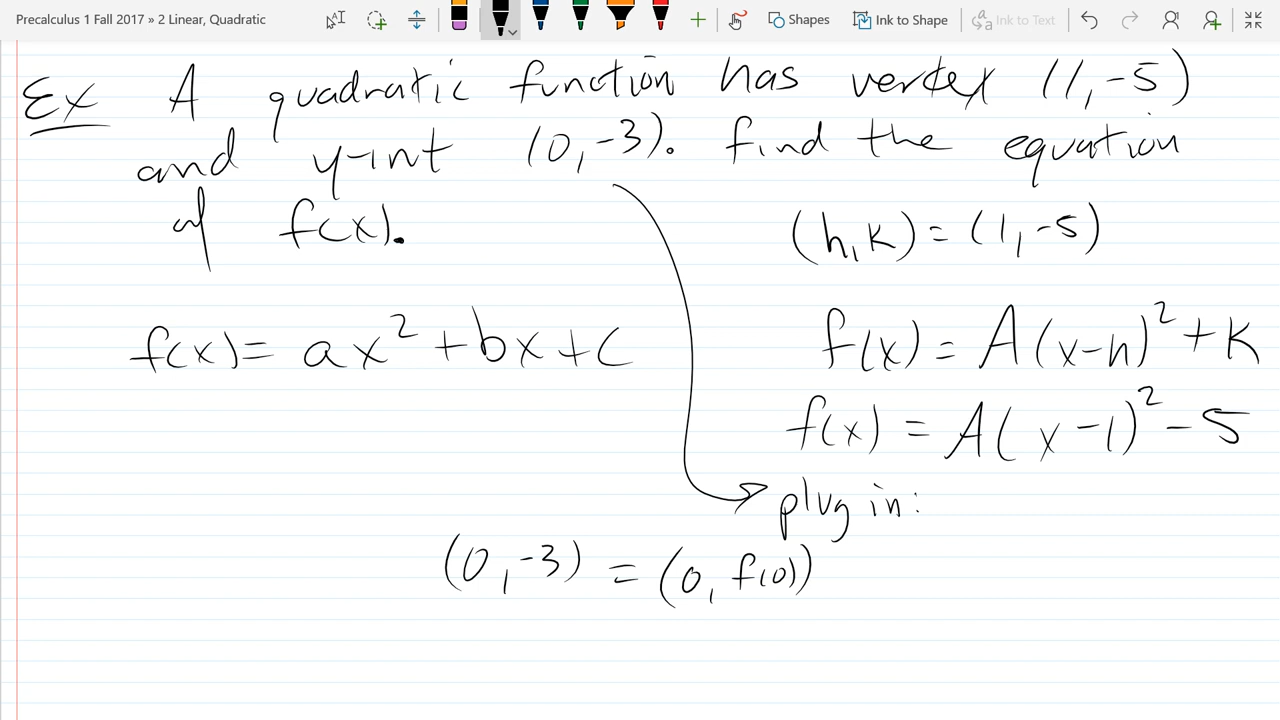 Precalculus 1 Fall 2017 » 2 Linear, Quadratic
Shapes
Ink to Shape
Ink to Text
Ex A quadratic function has vertex (1,-5)
and y-int (0,-3). find the equation
of f(x).
(h,k) = (1,-5)
f(x) = ax² + bx + c
f(x) = A(x-h)² + k
f(x) = A(x-1)² - 5
plug in:
(0,-3) = (0, f(0))